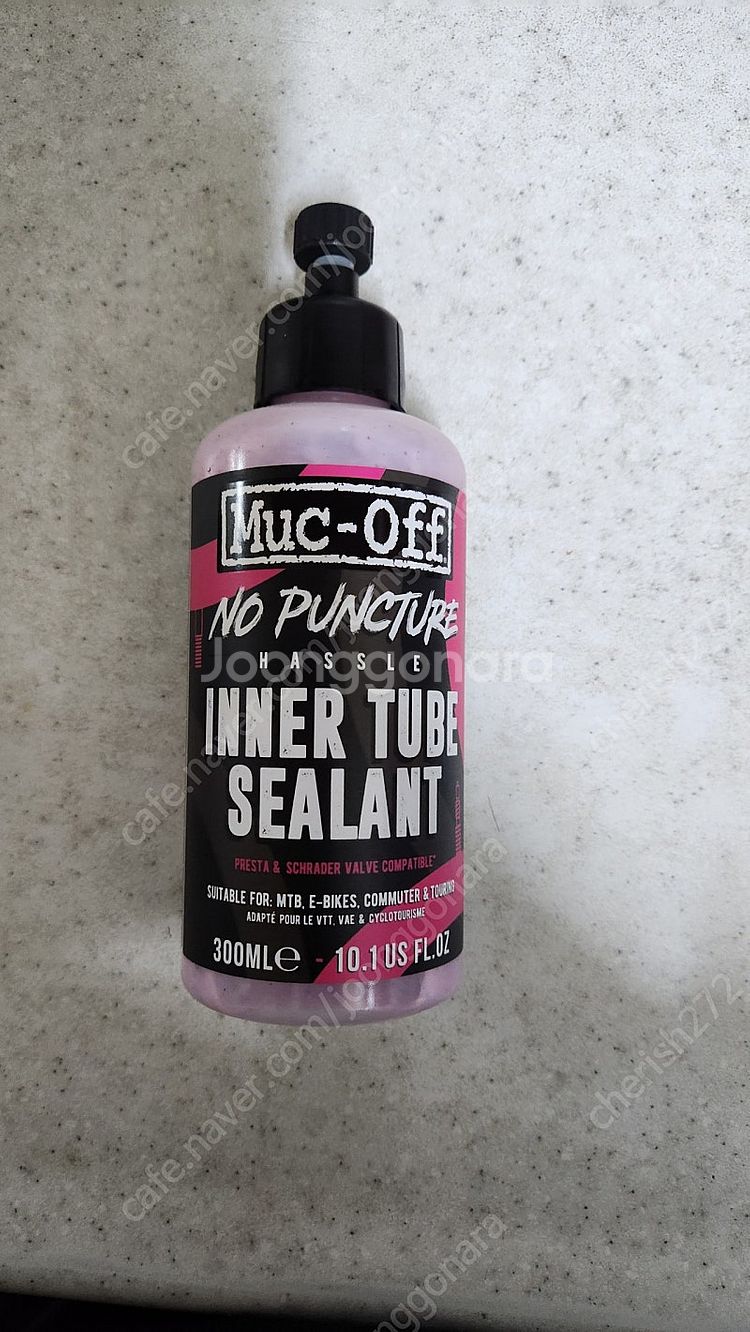 Muc-Off
NO PUNCTURE
HASSLE
Joonggonara
INNER TUBE
SEALANT
PRESTA & SCHRADER VALVE COMPATIBLE*
SUITABLE FOR: MTB, E-BIKES, COMMUTER & TOURING
ADAPTÉ POUR LE VTT, VAE & CYCLOTOURISME
300MLe - 10.1 US FL.OZ
cafe.naver.com/joonggonara
cherish272